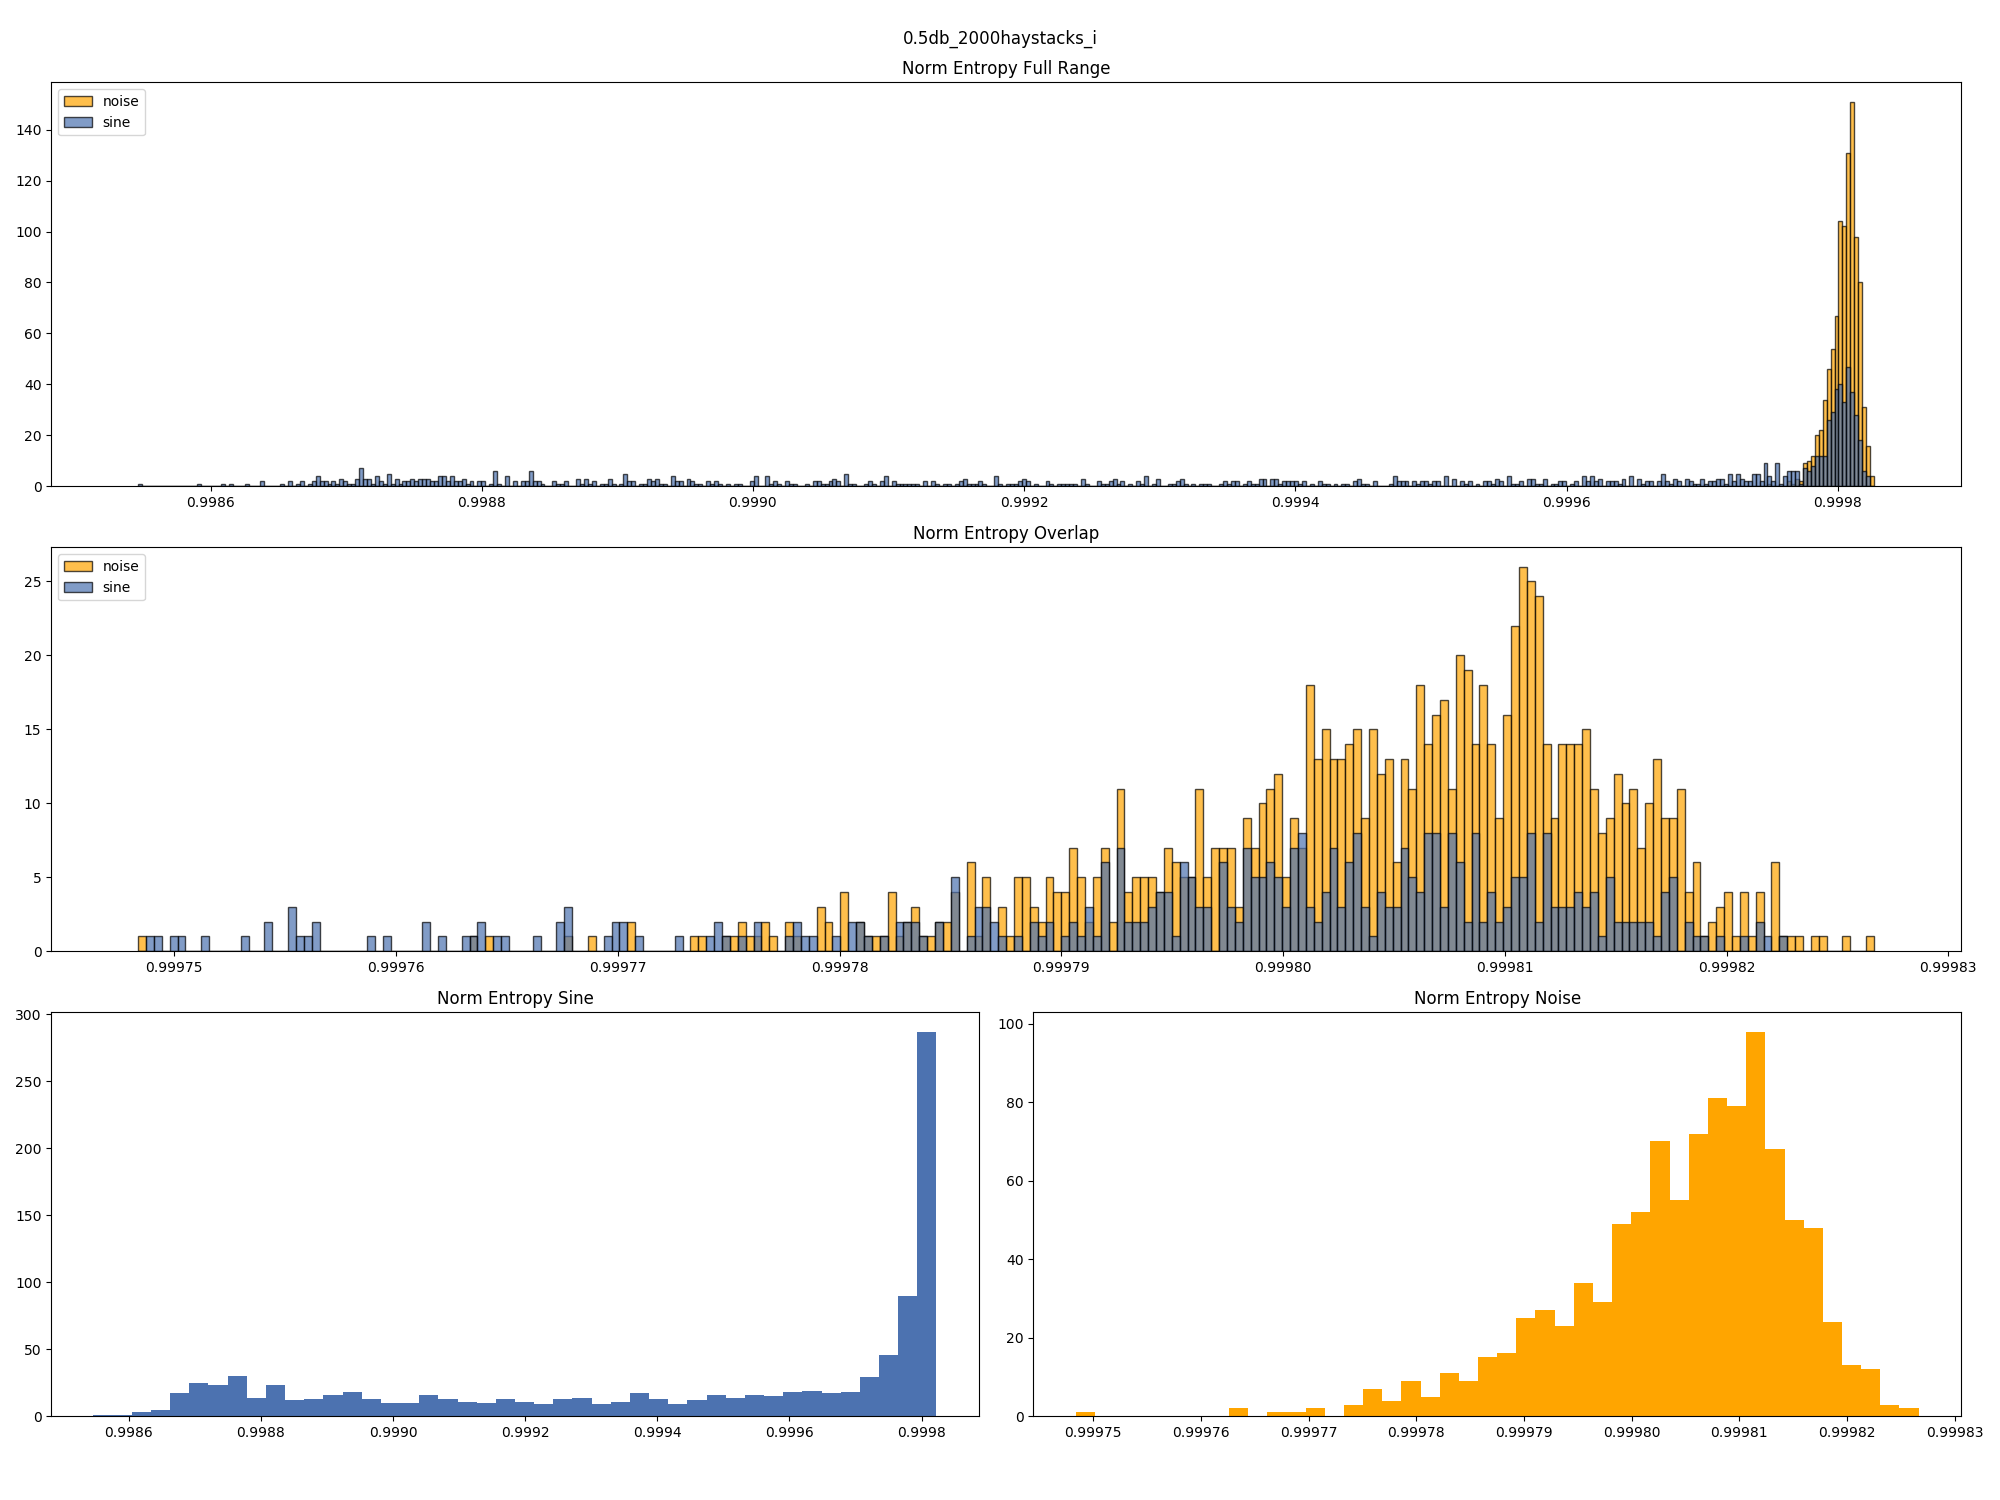 0.5db_2000haystacks_i
Norm Entropy Full Range
noise
sine
140
120
100
80
60
40
20
0
0.9986 0.9988 0.9990 0.9992 0.9994 0.9996 0.9998
Norm Entropy Overlap
noise
sine
25
20
15
10
5
0
0.99975 0.99976 0.99977 0.99978 0.99979 0.99980 0.99981 0.99982 0.99983
Norm Entropy Sine
300
250
200
150
100
50
0
0.9986 0.9988 0.9990 0.9992 0.9994 0.9996 0.9998
Norm Entropy Noise
100
80
60
40
20
0
0.99975 0.99976 0.99977 0.99978 0.99979 0.99980 0.99981 0.99982 0.99983